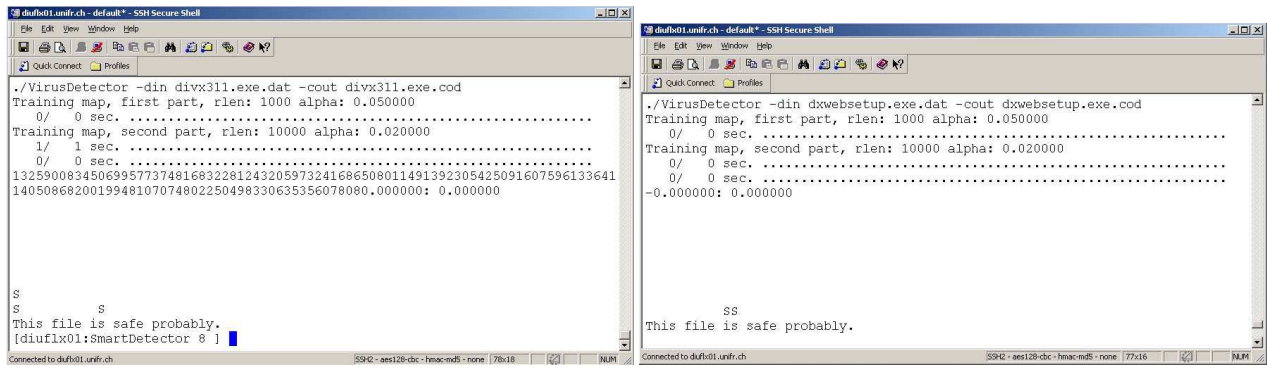 diuflx01.unifr.ch - default* - SSH Secure Shell
File Edit View Window Help
Quick Connect Profiles
./VirusDetector -din divx311.exe.dat -cout divx311.exe.cod
Training map, first part, rlen: 1000 alpha: 0.050000
0/ 0 sec. ............................................................
Training map, second part, rlen: 10000 alpha: 0.020000
1/ 1 sec. ............................................................
0/ 0 sec. ............................................................
132590083450699577374816832281243205973241686508011491392305425091607596133641
1405086820019948107074802250498330635356078080.000000: 0.000000
S
S S
This file is safe probably.
[diuflx01:SmartDetector 8 ]
Connected to diuflx01.unifr.ch SSH2 - aes128-cbc - hmac-md5 - none 78x18 NUM
diuflx01.unifr.ch - default* - SSH Secure Shell
File Edit View Window Help
Quick Connect Profiles
./VirusDetector -din dxwebsetup.exe.dat -cout dxwebsetup.exe.cod
Training map, first part, rlen: 1000 alpha: 0.050000
0/ 0 sec. ............................................................
Training map, second part, rlen: 10000 alpha: 0.020000
0/ 0 sec. ............................................................
0/ 0 sec. ............................................................
-0.000000: 0.000000
SS
This file is safe probably.
Connected to diuflx01.unifr.ch SSH2 - aes128-cbc - hmac-md5 - none 77x16 NUM